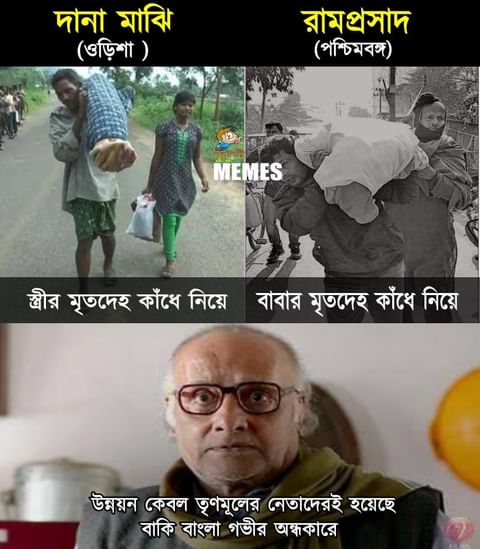 দানা মাঝি
(ওড়িশা )
রামপ্রসাদ
(পশ্চিমবঙ্গ)
MEMES
স্ত্রীর মৃতদেহ কাঁধে নিয়ে
বাবার মৃতদেহ কাঁধে নিয়ে
উন্নয়ন কেবল তৃণমূলের নেতাদেরই হয়েছে
বাকি বাংলা গভীর অন্ধকারে